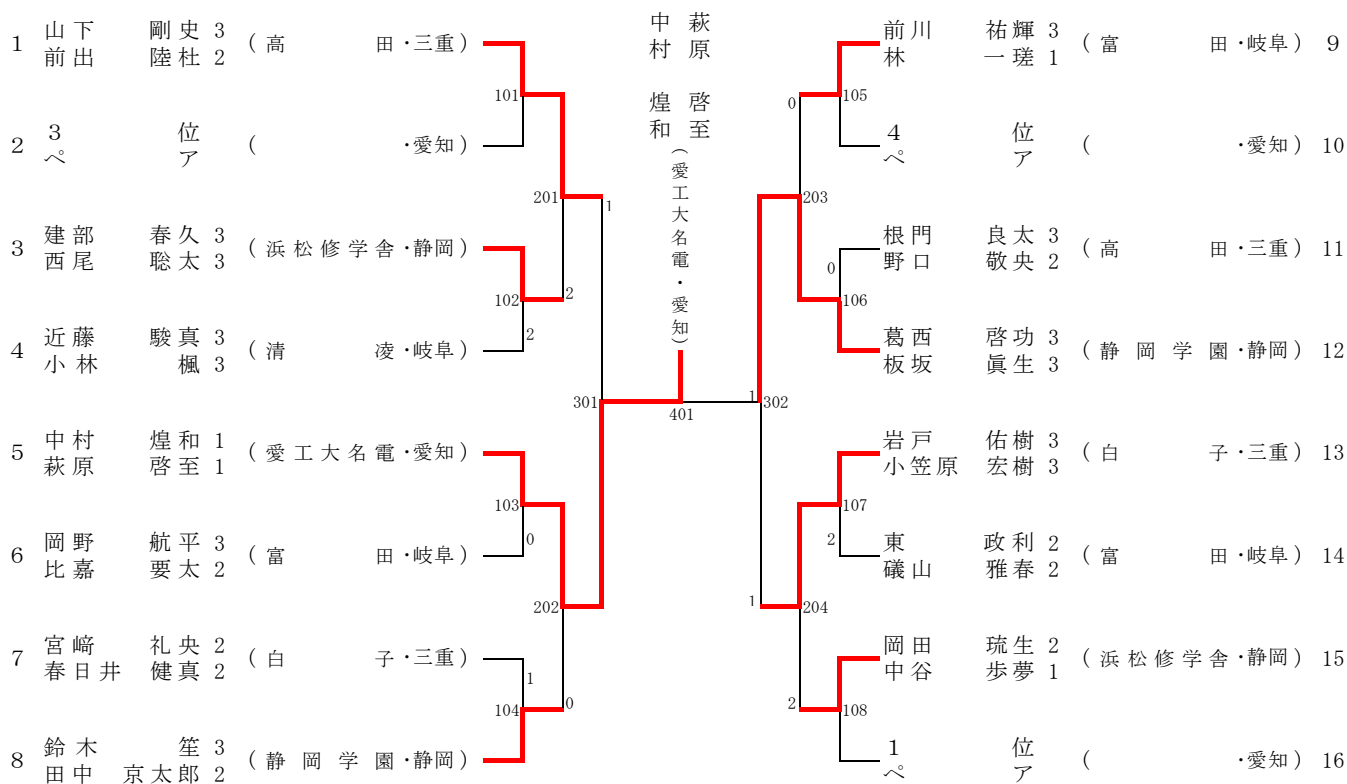 1 山下 剛史 3 (高 田・三重)
前出 陸杜 2
2 3 位 ( ・愛知)
ペ ア
3 建部 春久 3 (浜松修学舎・静岡)
西尾 聡太 3
4 近藤 駿真 3 (清 凌・岐阜)
小林 楓 3
5 中村 煌和 1 (愛工大名電・愛知)
萩原 啓至 1
6 岡野 航平 3 (富 田・岐阜)
比嘉 要太 2
7 宮﨑 礼央 2 (白 子・三重)
春日井 健真 2
8 鈴木 笙 3 (静岡学園・静岡)
田中 京太郎 2
101
102
2
103
0
1
104
201
2
202
0
1
301
萩原 啓至
中村 煌和
(愛工大名電・愛知)
401
1
302
1
0
203
204
2
105
0
106
107
2
108
前川 祐輝 3 (富 田・岐阜) 9
林 一瑳 1
4 位 ( ・愛知) 10
ペ ア
根門 良太 3 (高 田・三重) 11
野口 敬央 2
葛西 啓功 3 (静岡学園・静岡) 12
板坂 眞生 3
岩戸 佑樹 3 (白 子・三重) 13
小笠原 宏樹 3
東 政利 2 (富 田・岐阜) 14
礒山 雅春 2
岡田 琉生 2 (浜松修学舎・静岡) 15
中谷 歩夢 1
1 位 ( ・愛知) 16
ペ ア